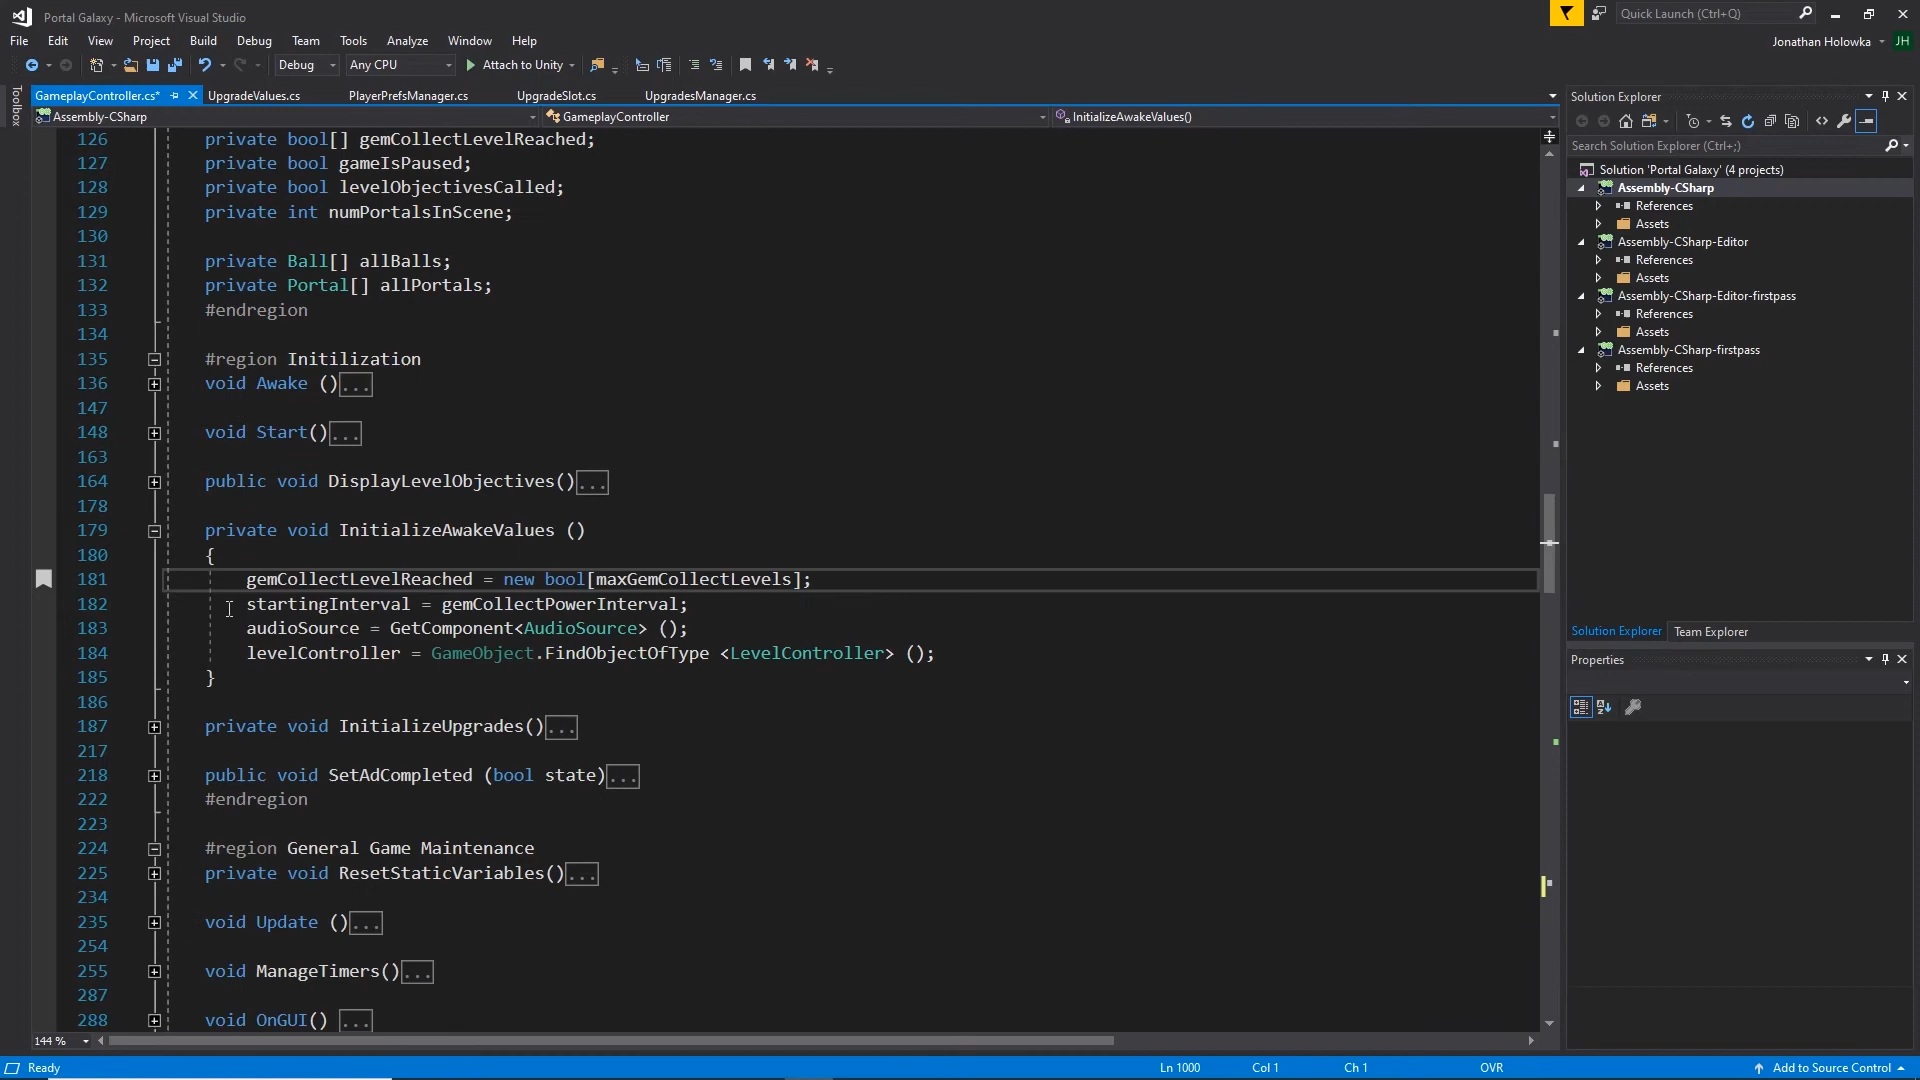 Portal Galaxy - Microsoft Visual Studio
Quick Launch (Ctrl+Q)
File Edit View Project Build Debug Team Tools Analyze Window Help
Jonathan Holowka JH
Debug Any CPU Attach to Unity
Toolbox
GameplayController.cs* UpgradeValues.cs PlayerPrefsManager.cs UpgradeSlot.cs UpgradesManager.cs
Assembly-CSharp GameplayController InitializeAwakeValues()
126 private bool[] gemCollectLevelReached;
127 private bool gameIsPaused;
128 private bool levelObjectivesCalled;
129 private int numPortalsInScene;
130
131 private Ball[] allBalls;
132 private Portal[] allPortals;
133 #endregion
134
135 #region Initilization
136 void Awake ()...
147
148 void Start()...
163
164 public void DisplayLevelObjectives()...
178
179 private void InitializeAwakeValues ()
180 {
181 gemCollectLevelReached = new bool[maxGemCollectLevels];
182 startingInterval = gemCollectPowerInterval;
183 audioSource = GetComponent<AudioSource> ();
184 levelController = GameObject.FindObjectOfType <LevelController> ();
185 }
186
187 private void InitializeUpgrades()...
217
218 public void SetAdCompleted (bool state)...
222 #endregion
223
224 #region General Game Maintenance
225 private void ResetStaticVariables()...
234
235 void Update ()...
254
255 void ManageTimers()...
287
288 void OnGUI() ...
144 %
Solution Explorer
Search Solution Explorer (Ctrl+;)
Solution 'Portal Galaxy' (4 projects)
Assembly-CSharp
References
Assets
Assembly-CSharp-Editor
References
Assets
Assembly-CSharp-Editor-firstpass
References
Assets
Assembly-CSharp-firstpass
References
Assets
Solution Explorer Team Explorer
Properties
Ready Ln 1000 Col 1 Ch 1 OVR Add to Source Control